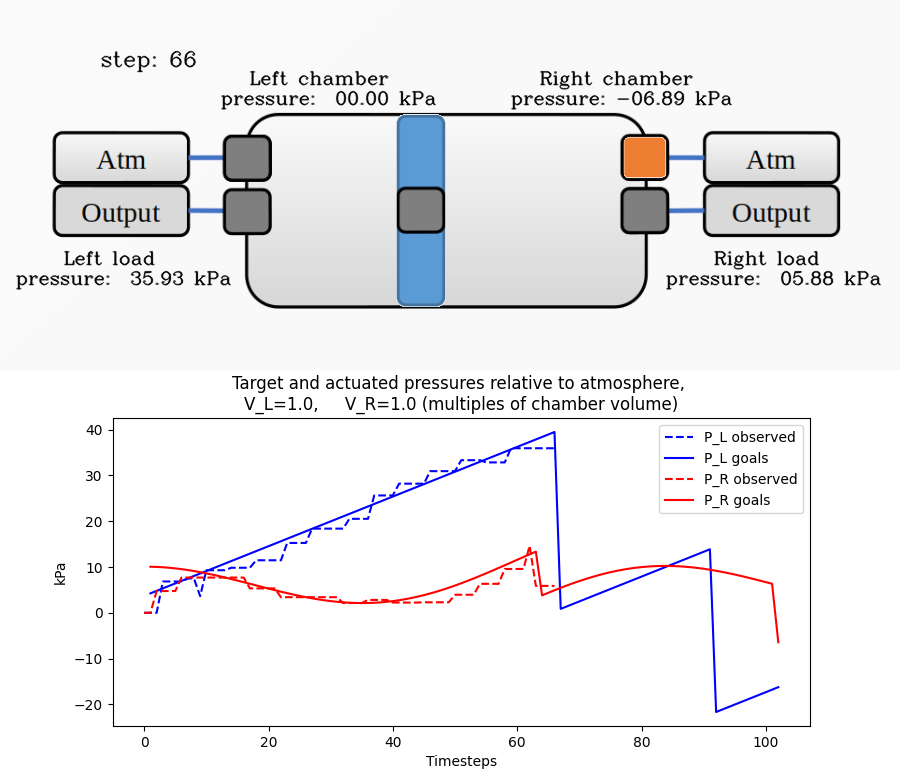 step: 66
Left chamber
pressure:  00.00 kPa
Right chamber
pressure: −06.89 kPa
Atm
Output
Atm
Output
Left load
pressure:  35.93 kPa
Right load
pressure:  05.88 kPa
Target and actuated pressures relative to atmosphere,
V_L=1.0,     V_R=1.0 (multiples of chamber volume)
40
30
20
10
0
−10
−20
kPa
P_L observed
P_L goals
P_R observed
P_R goals
0 20 40 60 80 100
Timesteps